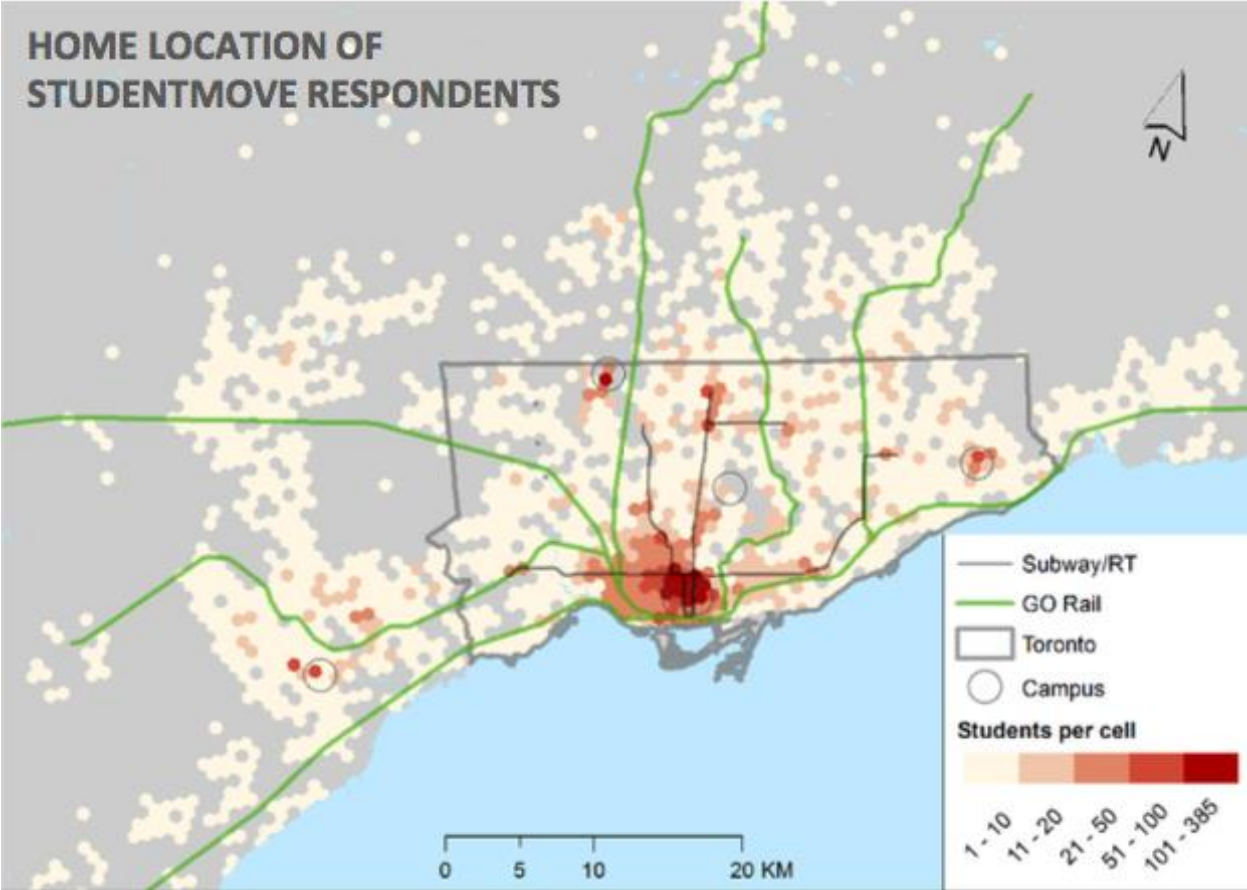 HOME LOCATION OF
STUDENTMOVE RESPONDENTS
N
Subway/RT
GO Rail
Toronto
Campus
Students per cell
1 - 10
11 - 20
21 - 50
51 - 100
101 - 385
0 5 10 20 KM